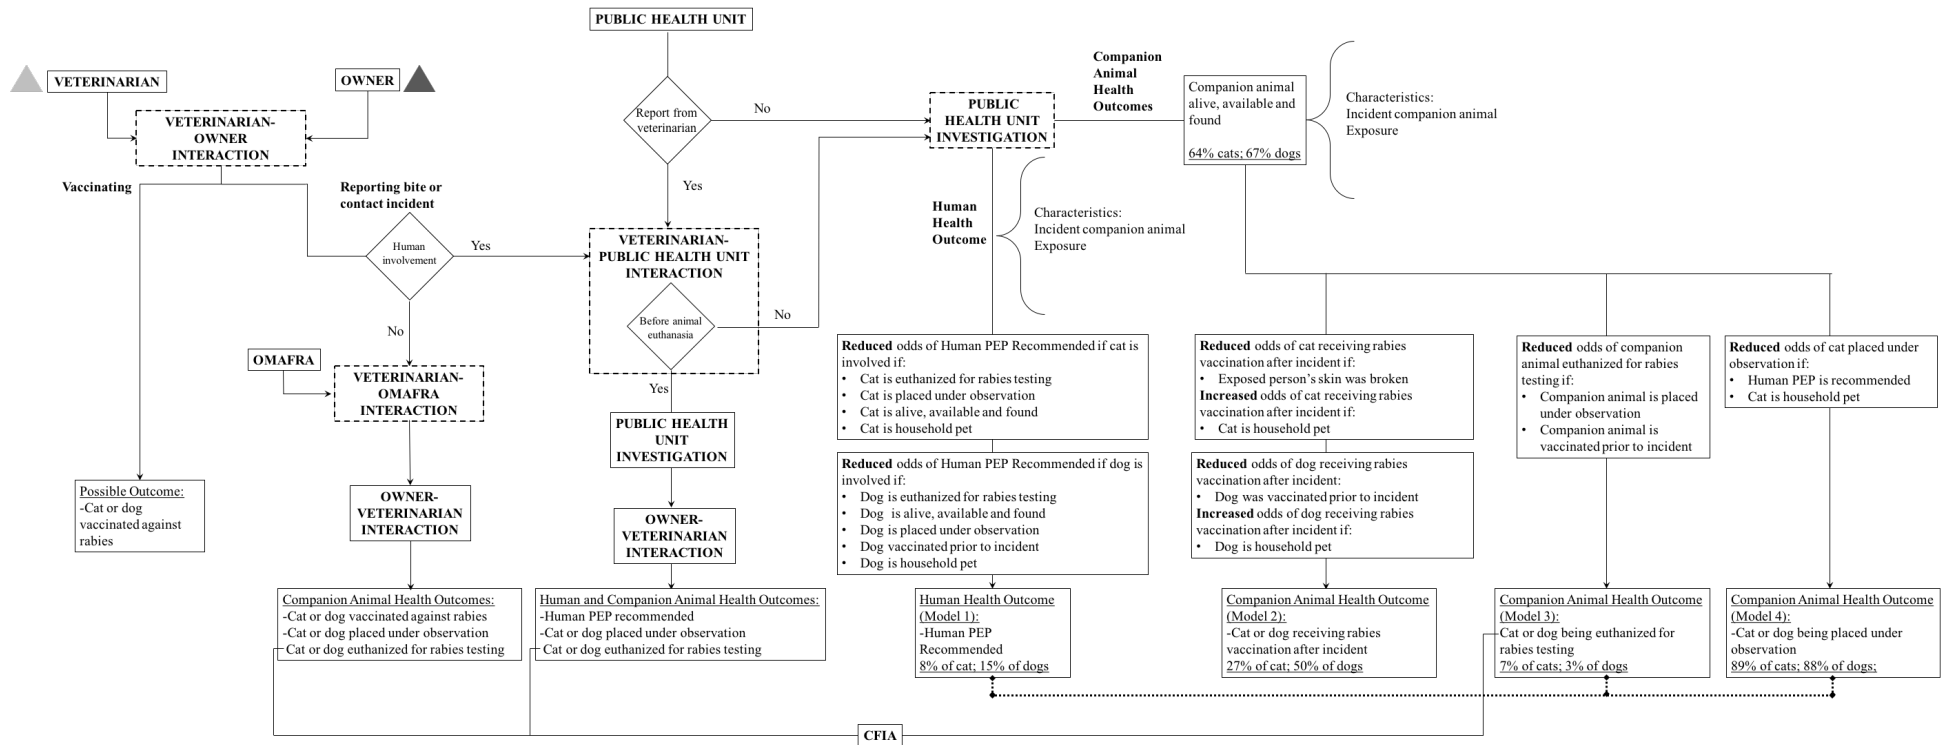 PUBLIC HEALTH UNIT
VETERINARIAN
OWNER
VETERINARIAN-
OWNER
INTERACTION
Vaccinating
Reporting bite or
contact incident
Human
involvement
Yes
No
OMAFRA
VETERINARIAN-
OMAFRA
INTERACTION
Possible Outcome:
-Cat or dog
vaccinated against
rabies
OWNER-
VETERINARIAN
INTERACTION
Companion Animal Health Outcomes:
-Cat or dog vaccinated against rabies
-Cat or dog placed under observation
Cat or dog euthanized for rabies testing
Report from
veterinarian
No
Yes
VETERINARIAN-
PUBLIC HEALTH UNIT
INTERACTION
Before animal
euthanasia
No
Yes
PUBLIC HEALTH
UNIT
INVESTIGATION
OWNER-
VETERINARIAN
INTERACTION
Human and Companion Animal Health Outcomes:
-Human PEP recommended
-Cat or dog placed under observation
Cat or dog euthanized for rabies testing
PUBLIC
HEALTH UNIT
INVESTIGATION
Companion
Animal
Health
Outcomes
Companion animal
alive, available and
found
64% cats; 67% dogs
Characteristics:
Incident companion animal
Exposure
Human
Health
Outcome
Characteristics:
Incident companion animal
Exposure
Reduced odds of Human PEP Recommended if cat is
involved if:
• Cat is euthanized for rabies testing
• Cat is placed under observation
• Cat is alive, available and found
• Cat is household pet
Reduced odds of Human PEP Recommended if dog is
involved if:
• Dog is euthanized for rabies testing
• Dog is alive, available and found
• Dog is placed under observation
• Dog vaccinated prior to incident
• Dog is household pet
Human Health Outcome
(Model 1):
-Human PEP
Recommended
8% of cat; 15% of dogs
Reduced odds of cat receiving rabies
vaccination after incident if:
• Exposed person's skin was broken
Increased odds of cat receiving rabies
vaccination after incident if:
• Cat is household pet
Reduced odds of dog receiving rabies
vaccination after incident:
• Dog was vaccinated prior to incident
Increased odds of dog receiving rabies
vaccination after incident if:
• Dog is household pet
Companion Animal Health Outcome
(Model 2):
-Cat or dog receiving rabies
vaccination after incident
27% of cat; 50% of dogs
Reduced odds of companion
animal euthanized for rabies
testing if:
• Companion animal is placed
under observation
• Companion animal is
vaccinated prior to incident
Companion Animal Health Outcome
(Model 3):
Cat or dog being euthanized for
rabies testing
7% of cats; 3% of dogs
Reduced odds of cat placed under
observation if:
• Human PEP is recommended
• Cat is household pet
Companion Animal Health Outcome
(Model 4):
-Cat or dog being placed under
observation
89% of cats; 88% of dogs;
CFIA